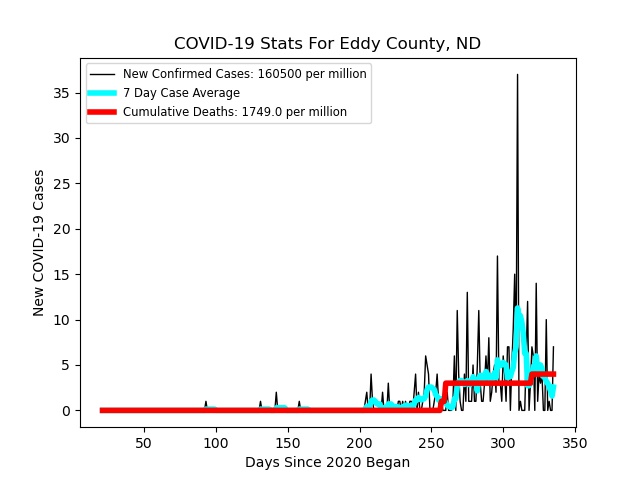 COVID-19 Stats For Eddy County, ND
New Confirmed Cases: 160500 per million
7 Day Case Average
Cumulative Deaths: 1749.0 per million
New COVID-19 Cases
35
30
25
20
15
10
5
0
50 100 150 200 250 300 350
Days Since 2020 Began